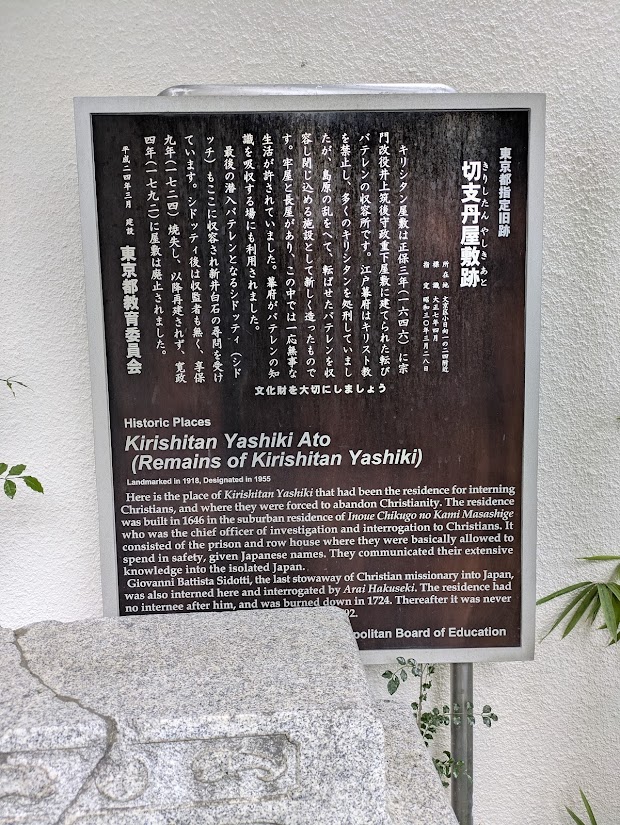 東京都指定旧跡
きりしたん やしきあと
切支丹屋敷跡
所在地 文京区小日向一の二四附近
標識 大正七年四月
指定 昭和三〇年三月二八日
キリシタン屋敷は正保三年(一六四六)に宗
門改役井上筑後守政重下屋敷に建てられた転び
バテレンの収容所です。江戸幕府はキリスト教
を禁止し、多くのキリシタンを処刑していまし
たが、島原の乱をへて、転ばせたバテレンを収
容し閉じ込める施設として新しく造ったもので
す。牢屋と長屋があり、この中では一応無事な
生活が許されていました。幕府がバテレンの知
識を吸収する場にも利用されました。
最後の潜入バテレンとなるシドッティ(シド
ッチ)もここに収容され新井白石の尋問を受け
ています。シドッティ後は収監者も無く、享保
九年(一七二四)焼失し、以降再建されず、寛政
四年(一七九二)に屋敷は廃止されました。
平成二四年三月 建設
東京都教育委員会
文化財を大切にしましょう
Historic Places
Kirishitan Yashiki Ato
(Remains of Kirishitan Yashiki)
Landmarked in 1918, Designated in 1955
Here is the place of Kirishitan Yashiki that had been the residence for interning
Christians, and where they were forced to abandon Christianity. The residence
was built in 1646 in the suburban residence of Inoue Chikugo no Kami Masashige
who was the chief officer of investigation and interrogation to Christians. It
consisted of the prison and row house where they were basically allowed to
spend in safety, given Japanese names. They communicated their extensive
knowledge into the isolated Japan.
Giovanni Battista Sidotti, the last stowaway of Christian missionary into Japan,
was also interned here and interrogated by Arai Hakuseki. The residence had
no internee after him, and was burned down in 1724. Thereafter it was never
92.
politan Board of Education